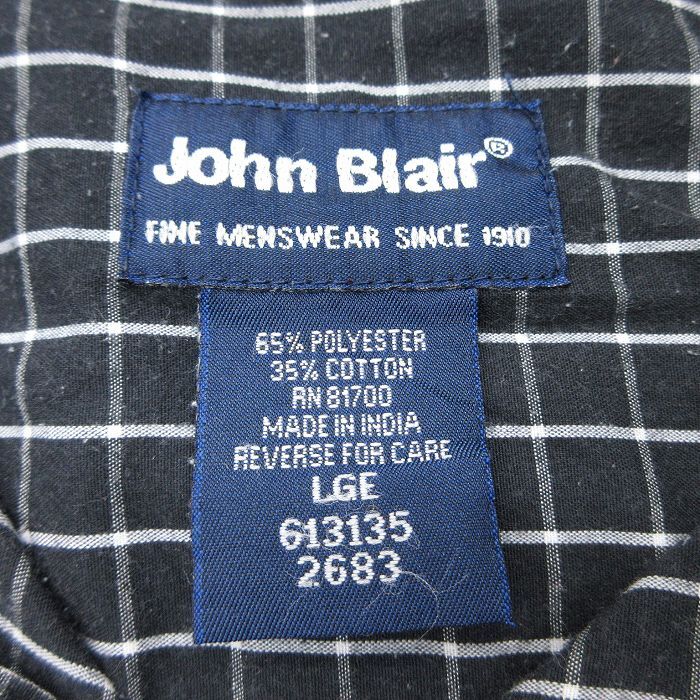 John Blair®
FINE MENSWEAR SINCE 1910
65% POLYESTER
35% COTTON
RN 81700
MADE IN INDIA
REVERSE FOR CARE
LGE
613135
2683